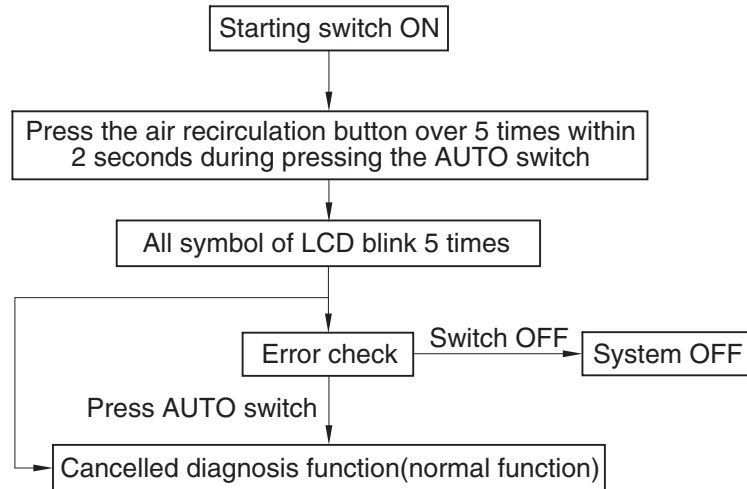 Starting switch ON
Press the air recirculation button over 5 times within
2 seconds during pressing the AUTO switch
All symbol of LCD blink 5 times
Error check
Switch OFF
System OFF
Press AUTO switch
Cancelled diagnosis function(normal function)